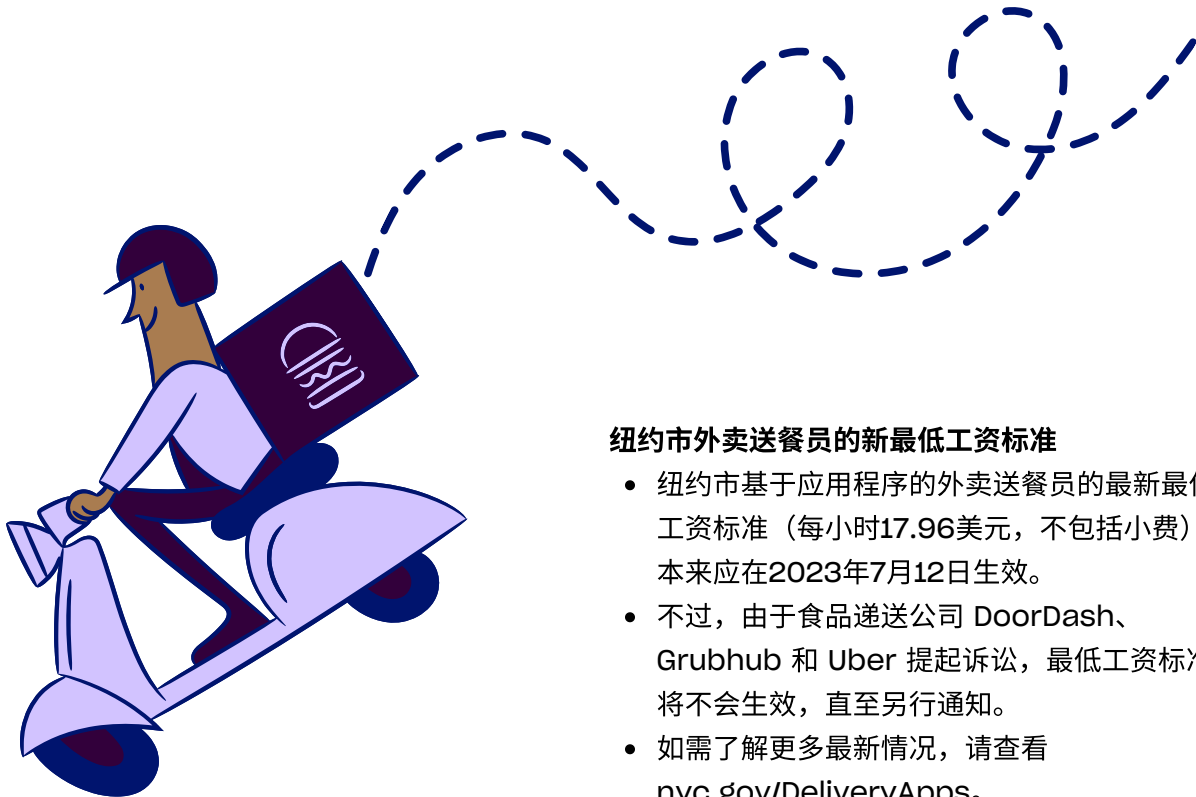 纽约市外卖送餐员的新最低工资标准
• 纽约市基于应用程序的外卖送餐员的最新最低
工资标准（每小时17.96美元，不包括小费）
本来应在2023年7月12日生效。
• 不过，由于食品递送公司 DoorDash、
Grubhub 和 Uber 提起诉讼，最低工资标准
将不会生效，直至另行通知。
• 如需了解更多最新情况，请查看
nyc.gov/DeliveryApps。